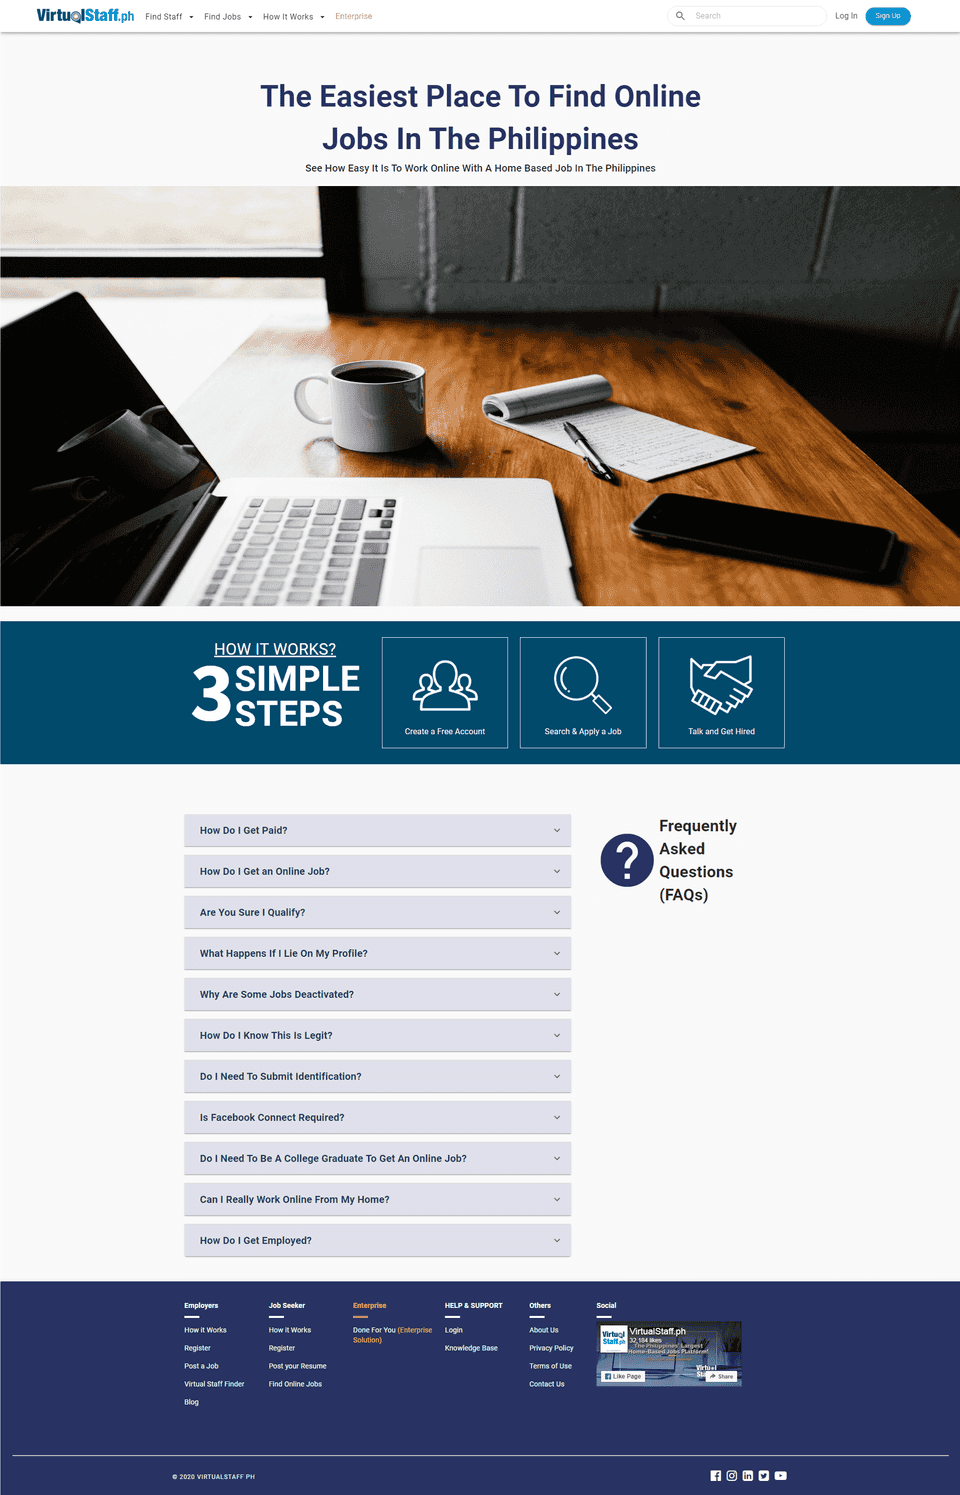 VirtualStaff.ph
Find Staff
Find Jobs
How It Works
Enterprise
Search
Log In
Sign Up
The Easiest Place To Find Online
Jobs In The Philippines
See How Easy It Is To Work Online With A Home Based Job In The Philippines
HOW IT WORKS?
3 SIMPLE
STEPS
Create a Free Account
Search & Apply a Job
Talk and Get Hired
Frequently
Asked
Questions
(FAQs)
How Do I Get Paid?
How Do I Get an Online Job?
Are You Sure I Qualify?
What Happens If I Lie On My Profile?
Why Are Some Jobs Deactivated?
How Do I Know This Is Legit?
Do I Need To Submit Identification?
Is Facebook Connect Required?
Do I Need To Be A College Graduate To Get An Online Job?
Can I Really Work Online From My Home?
How Do I Get Employed?
Employers
How it Works
Register
Post a Job
Virtual Staff Finder
Blog
Job Seeker
How it Works
Register
Post your Resume
Find Online Jobs
Enterprise
Done For You (Enterprise
Solution)
HELP & SUPPORT
Login
Knowledge Base
Others
About Us
Privacy Policy
Terms of Use
Contact Us
Social
Virtual
Staff.ph
VirtualStaff.ph
32,184 likes
The Philippines' Largest
Home-Based Jobs Platform!
Like Page
Share
© 2020 VIRTUALSTAFF PH